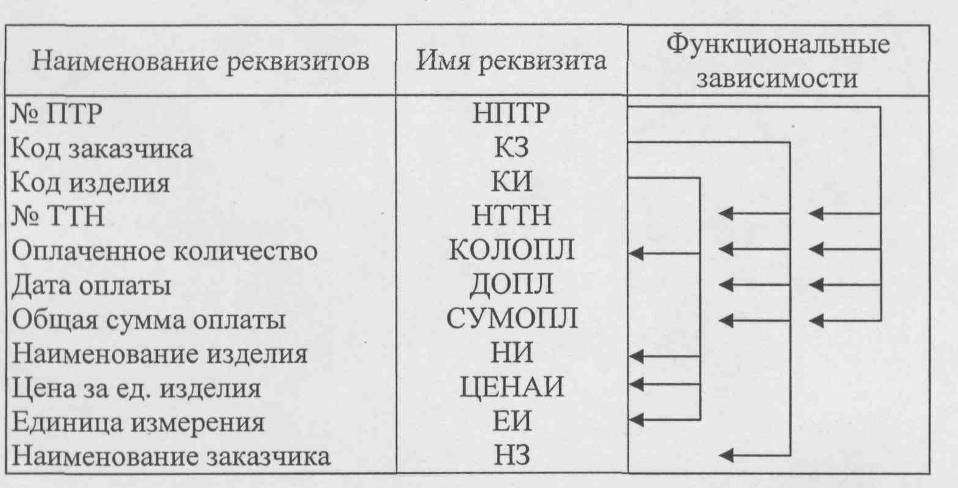 Наименование реквизитов Имя реквизита Функциональные
зависимости
№ ПТР НПТР
Код заказчика КЗ
Код изделия КИ
№ ТТН НТТН
Оплаченное количество КОЛОПЛ
Дата оплаты ДОПЛ
Общая сумма оплаты СУМОПЛ
Наименование изделия НИ
Цена за ед. изделия ЦЕНАИ
Единица измерения ЕИ
Наименование заказчика НЗ